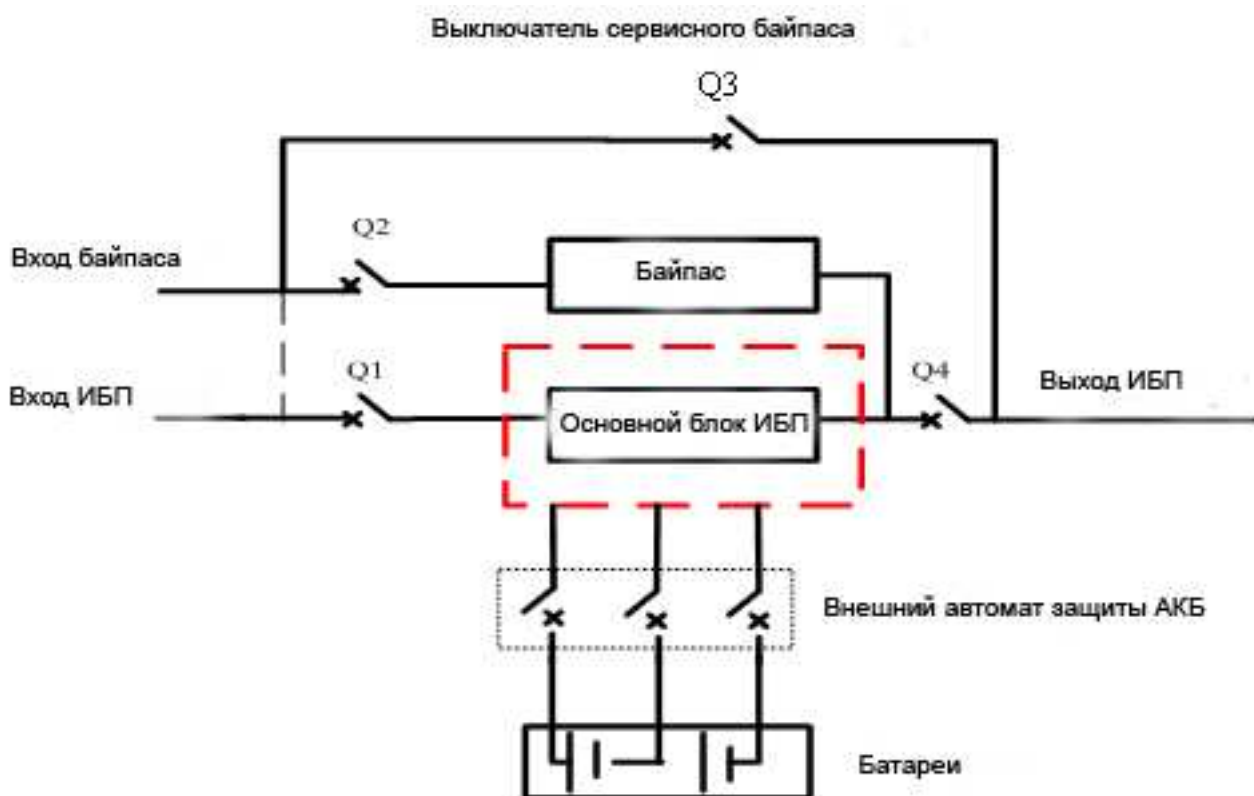 Выключатель сервисного байпаса
Q3
Q2
Вход байпаса
Байпас
Q1
Q4
Вход ИБП
Основной блок ИБП
Выход ИБП
Внешний автомат защиты АКБ
Батареи